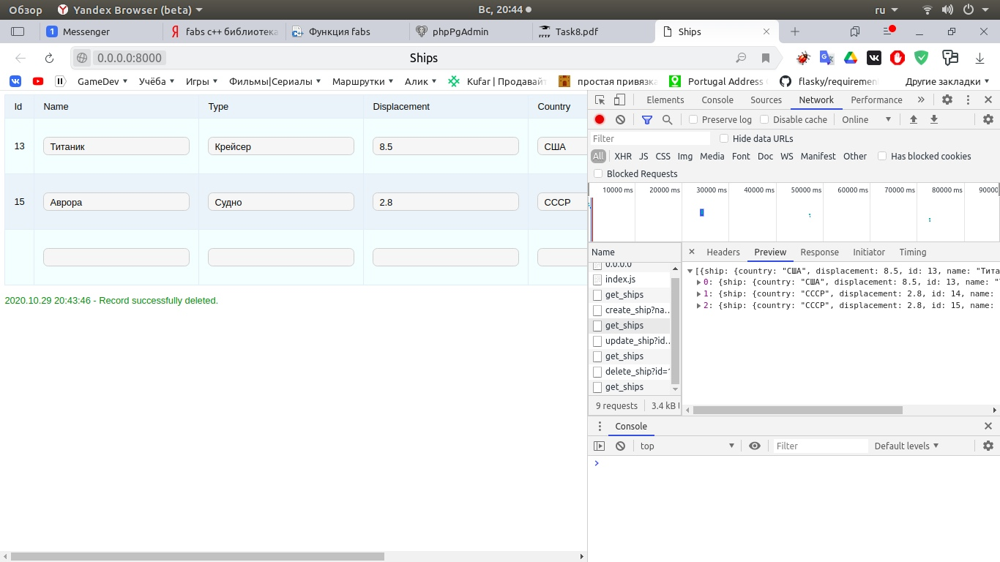 Обзор Yandex Browser (beta) Вс, 20:44 ru
1 Messenger Я fabs c++ библиотека Функция fabs phpPgAdmin Task8.pdf Ships
0.0.0.0:8000 Ships
GameDev Учёба Игры Фильмы|Сериалы Маршрутки Алик Kufar | Продавай простая привязка Portugal Address flasky/requiremen Другие закладки
Id Name Type Displacement Country
13 Титаник Крейсер 8.5 США
15 Аврора Судно 2.8 СССР
2020.10.29 20:43:46 - Record successfully deleted.
Elements Console Sources Network Performance »
Preserve log Disable cache Online
Filter Hide data URLs
All XHR JS CSS Img Media Font Doc WS Manifest Other Has blocked cookies
Blocked Requests
10000 ms 20000 ms 30000 ms 40000 ms 50000 ms 60000 ms 70000 ms 80000 ms 90000
Name
0.0.0.0
index.js
get_ships
create_ship?na...
get_ships
update_ship?id...
get_ships
delete_ship?id=1
get_ships
9 requests 3.4 kB t
× Headers Preview Response Initiator Timing
[{ship: {country: "США", displacement: 8.5, id: 13, name: "Тита
0: {ship: {country: "США", displacement: 8.5, id: 13, name: "Т
1: {ship: {country: "СССР", displacement: 2.8, id: 14, name:
2: {ship: {country: "СССР", displacement: 2.8, id: 15, name:
Console
top Filter Default levels
>